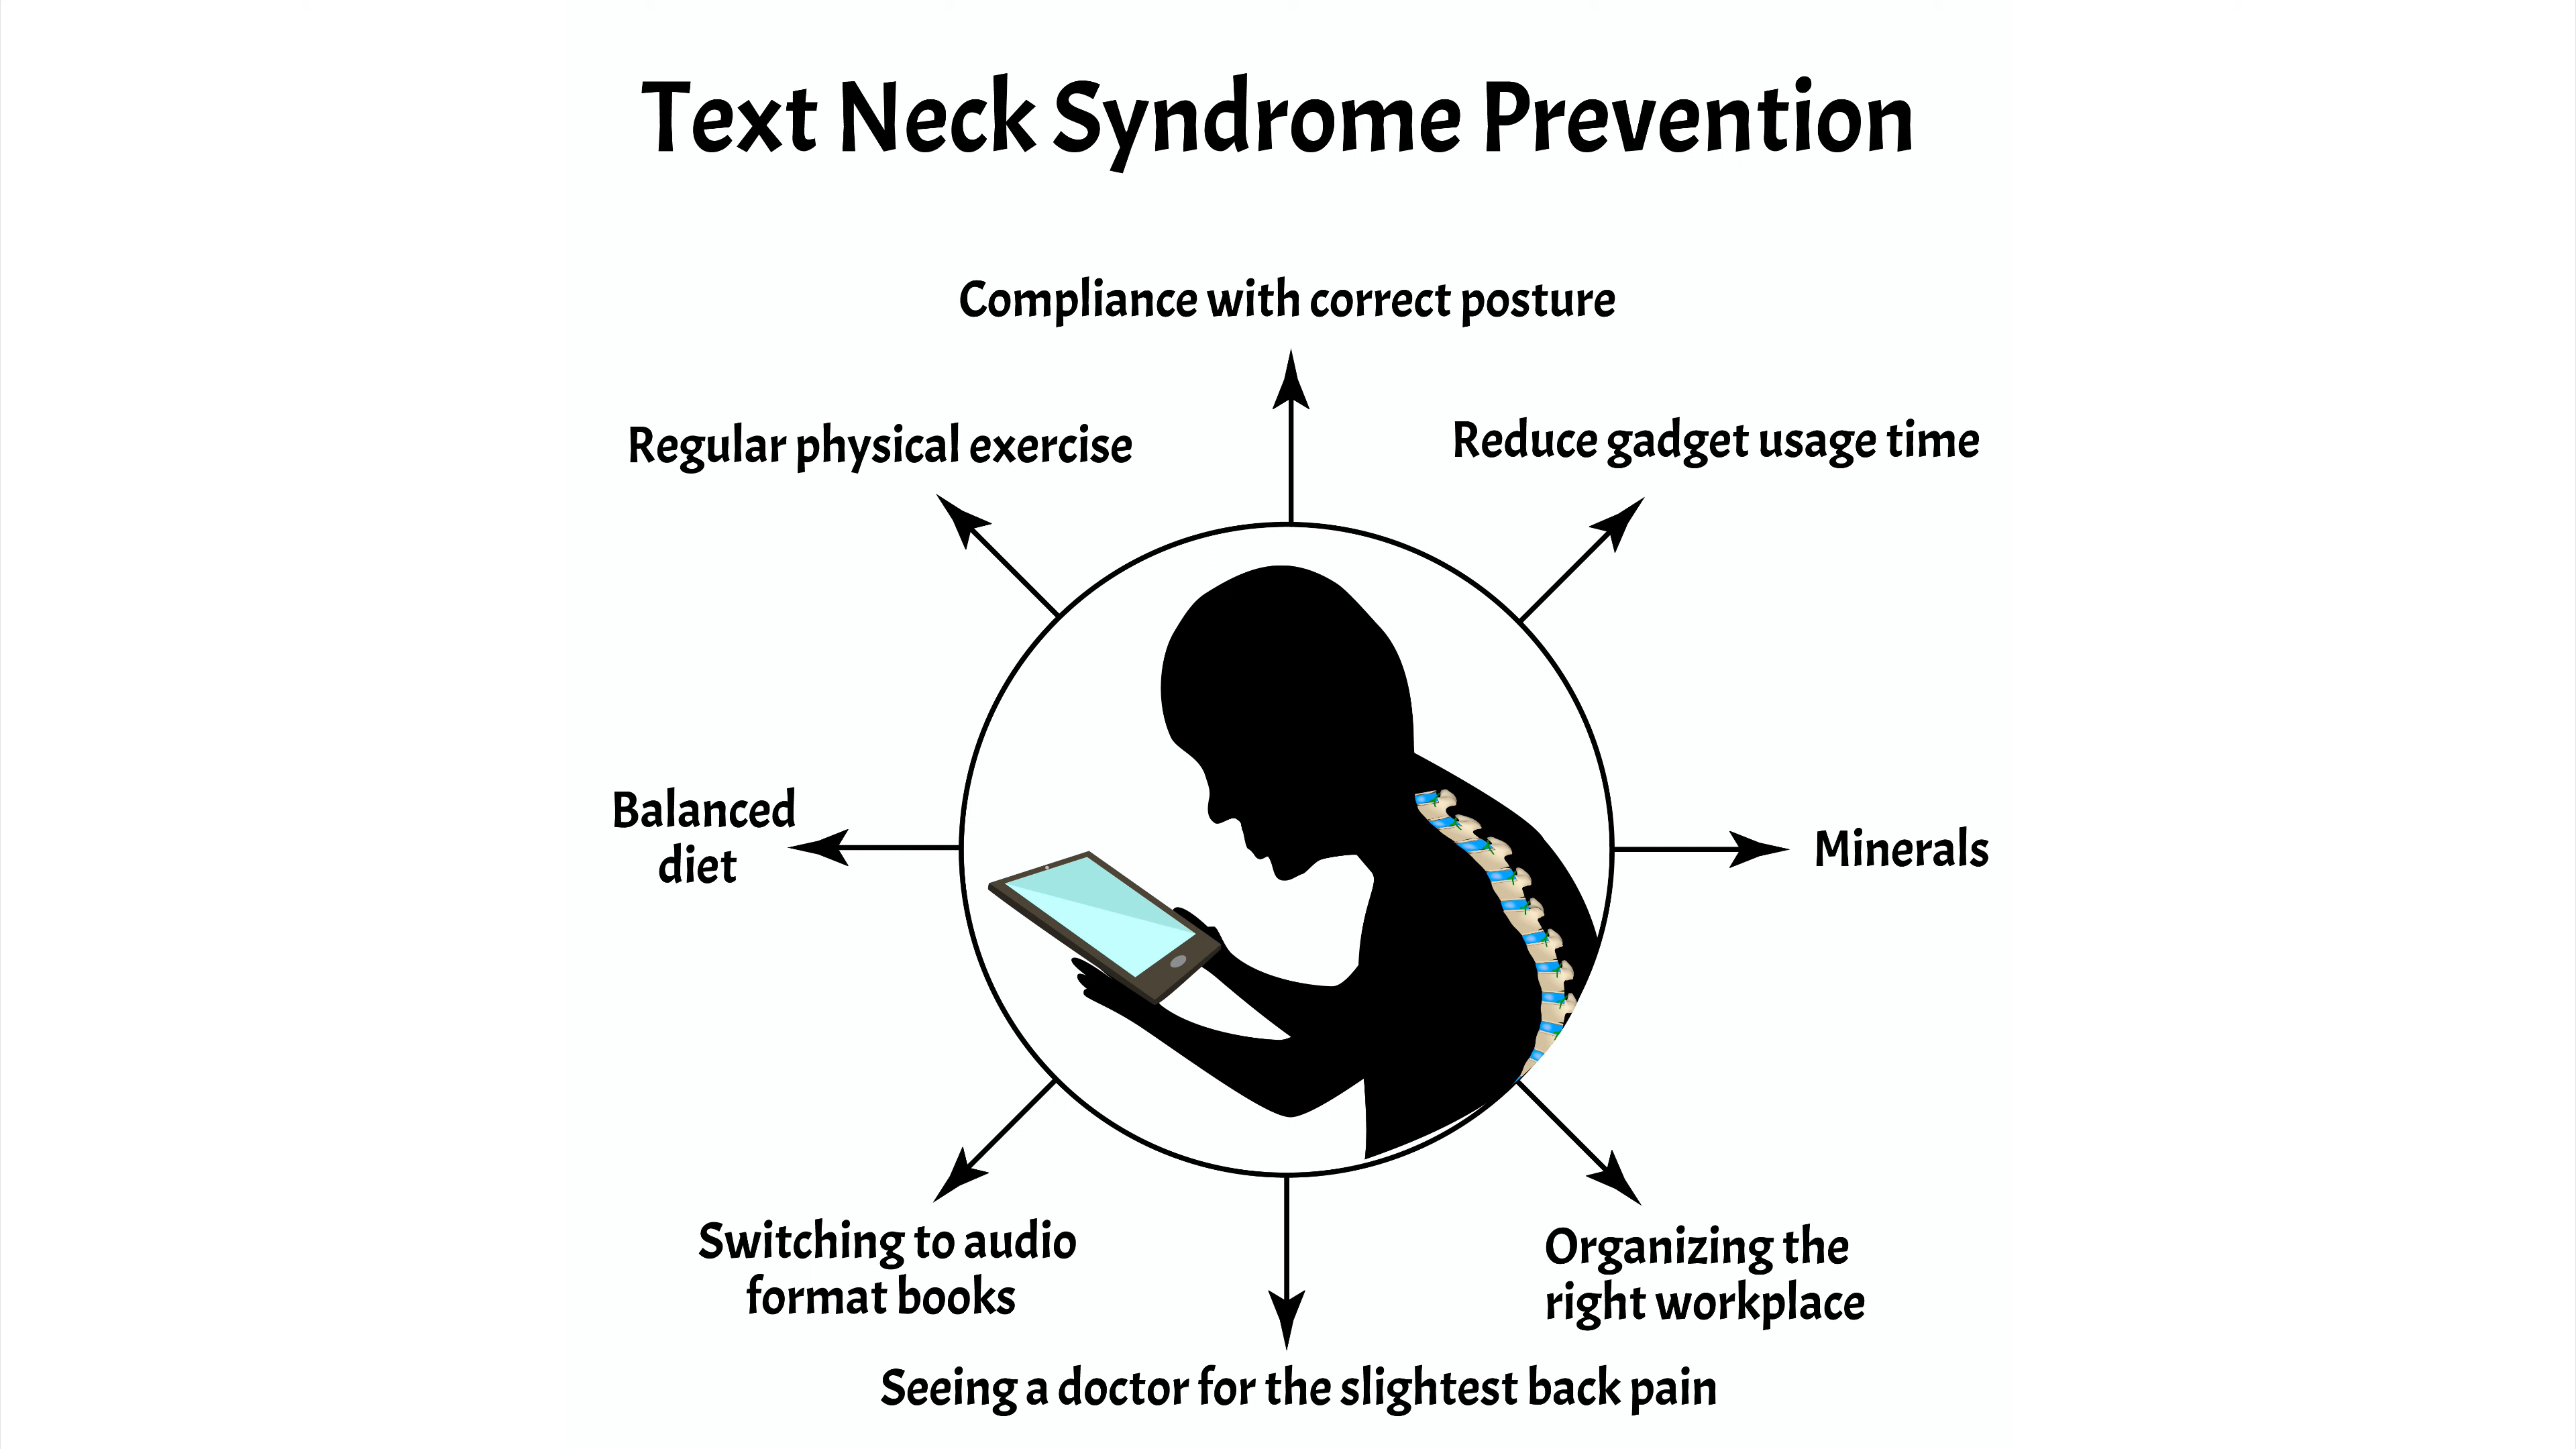 Text Neck Syndrome Prevention
Compliance with correct posture
Regular physical exercise
Reduce gadget usage time
Balanced
diet
Minerals
Switching to audio
format books
Organizing the
right workplace
Seeing a doctor for the slightest back pain